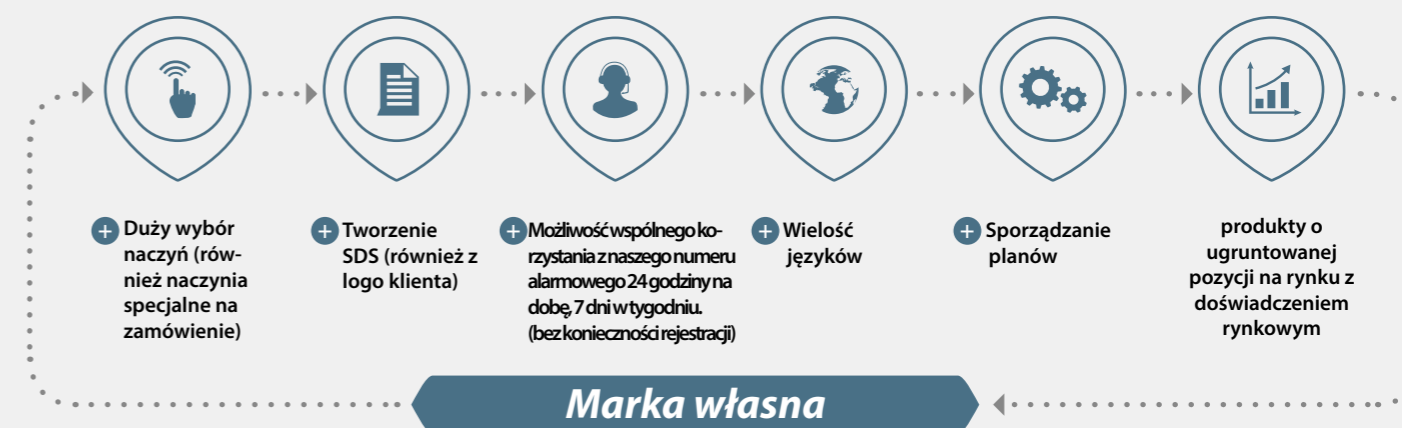 Duży wybór
naczyń (rów-
nież naczynia
specjalne na
zamówienie)
Tworzenie
SDS (również z
logo klienta)
Możliwość wspólnego ko-
rzystania z naszego numeru
alarmowego 24 godziny na
dobę, 7 dni w tygodniu.
(bez konieczności rejestracji)
Wielość
języków
Sporządzanie
planów
produkty o
ugruntowanej
pozycji na rynku z
doświadczeniem
rynkowym
Marka własna